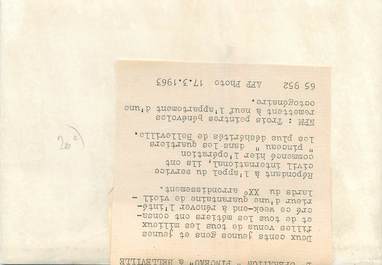 L'OPERATION "PINCEAU" A BELLEVILLE
Deux cents jeunes gens et jeunes
filles venus de tous les milieux
et de tous les métiers ont consa-
cré ce week-end à rénover l'inté-
rieur d'une quarantaine de vieil-
lards du XXº arrondissement.
Répondant à l'appel du service
civil international, ils ont
commencé hier l'opération
" pinceau " dans les quartiers
les plus déshérités de Belleville.
NPM : Trois peintres bénévoles
remettent à neuf l'appartement d'une
octogénaire.
65 952 AFP Photo 17.3.1963